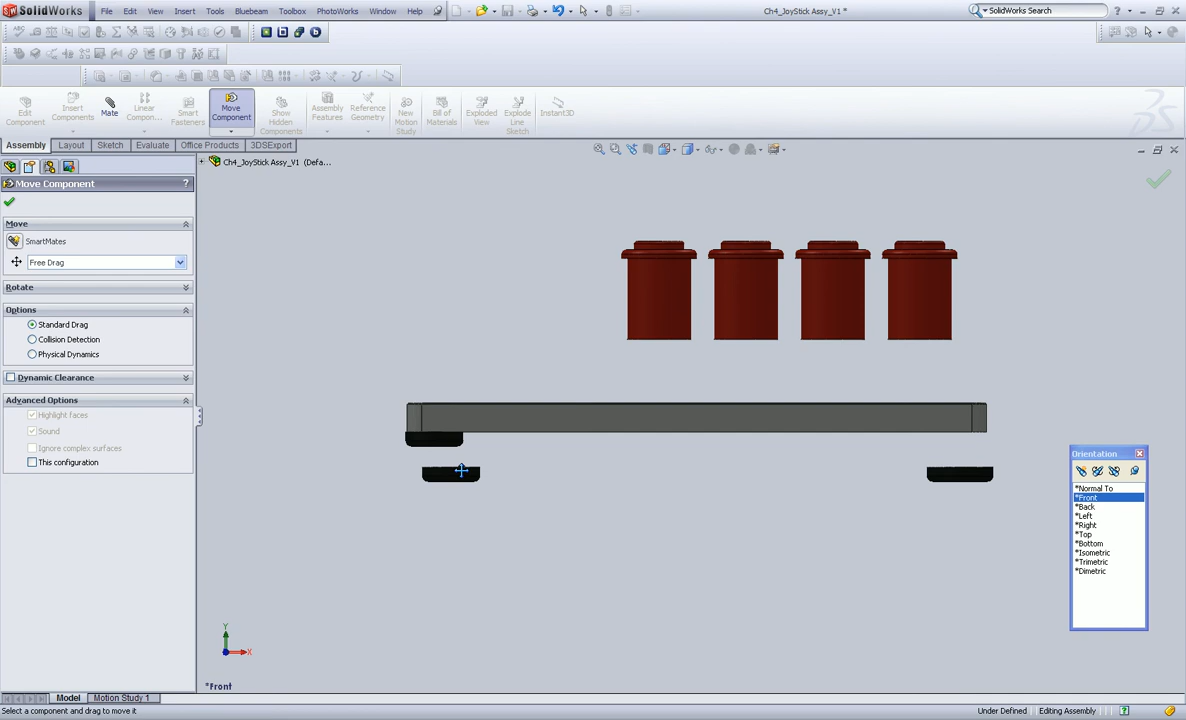 SolidWorks File Edit View Insert Tools Toolbox Bluebeam PhotoWorks Window Help Ch4_JoyStick Assy_V1 * SolidWorks Search
Edit Component
Insert Components
Mate
Linear Compon...
Smart Fasteners
Move Component
Show Hidden Components
Assembly Features
Reference Geometry
New Motion Study
Bill of Materials
Exploded View
Explode Line Sketch
Instant3D
Assembly Layout Sketch Evaluate Office Products 3DSExport
Ch4_JoyStick Assy_V1 (Defa...
Move Component ?
Move
SmartMates
Free Drag
Rotate
Options
Standard Drag
Collision Detection
Physical Dynamics
Dynamic Clearance
Advanced Options
Highlight faces
Sound
Ignore complex surfaces
This configuration
Orientation
*Normal To
*Front
*Back
*Left
*Right
*Top
*Bottom
*Isometric
*Trimetric
*Dimetric
Y
X
*Front
Model Motion Study 1
Select a component and drag to move it Under Defined Editing Assembly